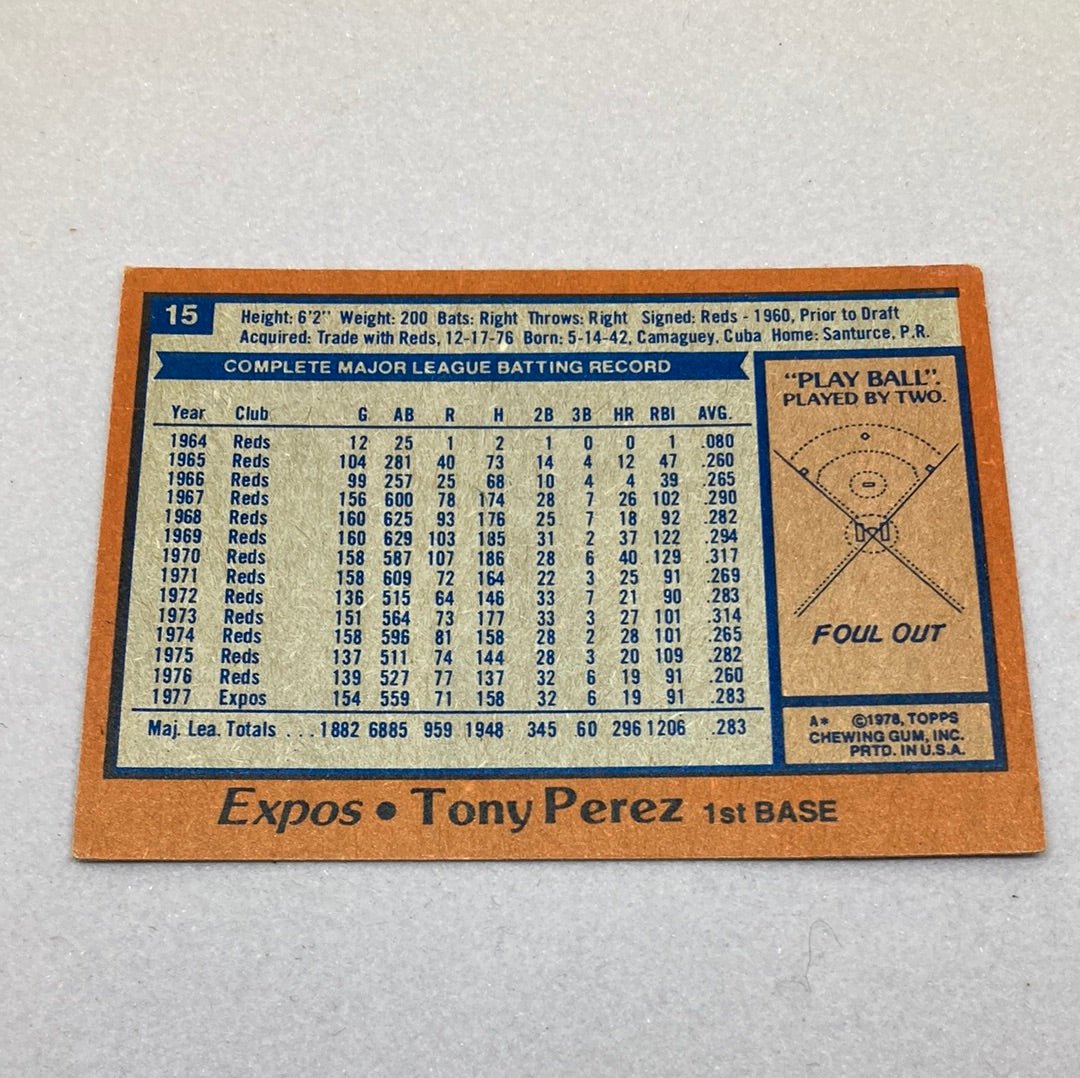 15
Height: 6'2" Weight: 200 Bats: Right Throws: Right Signed: Reds - 1960, Prior to Draft
Acquired: Trade with Reds, 12-17-76 Born: 5-14-42, Camaguey, Cuba Home: Santurce, P.R.
COMPLETE MAJOR LEAGUE BATTING RECORD
Year Club G AB R H 2B 3B HR RBI AVG.
1964 Reds 12 25 1 2 1 0 0 1 .080
1965 Reds 104 281 40 73 14 4 12 47 .260
1966 Reds 99 257 25 68 10 4 4 39 .265
1967 Reds 156 600 78 174 28 7 26 102 .290
1968 Reds 160 625 93 176 25 7 18 92 .282
1969 Reds 160 629 103 185 31 2 37 122 .294
1970 Reds 158 587 107 186 28 6 40 129 .317
1971 Reds 158 609 72 164 22 3 25 91 .269
1972 Reds 136 515 64 146 33 7 21 90 .283
1973 Reds 151 564 73 177 33 3 27 101 .314
1974 Reds 158 596 81 158 28 2 28 101 .265
1975 Reds 137 511 74 144 28 3 20 109 .282
1976 Reds 139 527 77 137 32 6 19 91 .260
1977 Expos 154 559 71 158 32 6 19 91 .283
Maj. Lea. Totals ... 1882 6885 959 1948 345 60 296 1206 .283
"PLAY BALL".
PLAYED BY TWO.
FOUL OUT
A* ©1978, TOPPS
CHEWING GUM, INC.
PRTD. IN U.S.A.
Expos • Tony Perez 1st BASE